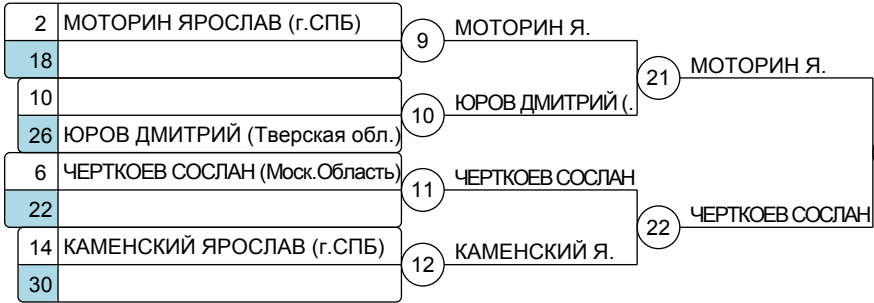 2 МОТОРИН ЯРОСЛАВ (г.СПБ)
18
9 МОТОРИН Я.
10
26 ЮРОВ ДМИТРИЙ (Тверская обл.)
10 ЮРОВ ДМИТРИЙ (.
21 МОТОРИН Я.
6 ЧЕРТКОЕВ СОСЛАН (Моск.Область)
22
11 ЧЕРТКОЕВ СОСЛАН
14 КАМЕНСКИЙ ЯРОСЛАВ (г.СПБ)
30
12 КАМЕНСКИЙ Я.
22 ЧЕРТКОЕВ СОСЛАН